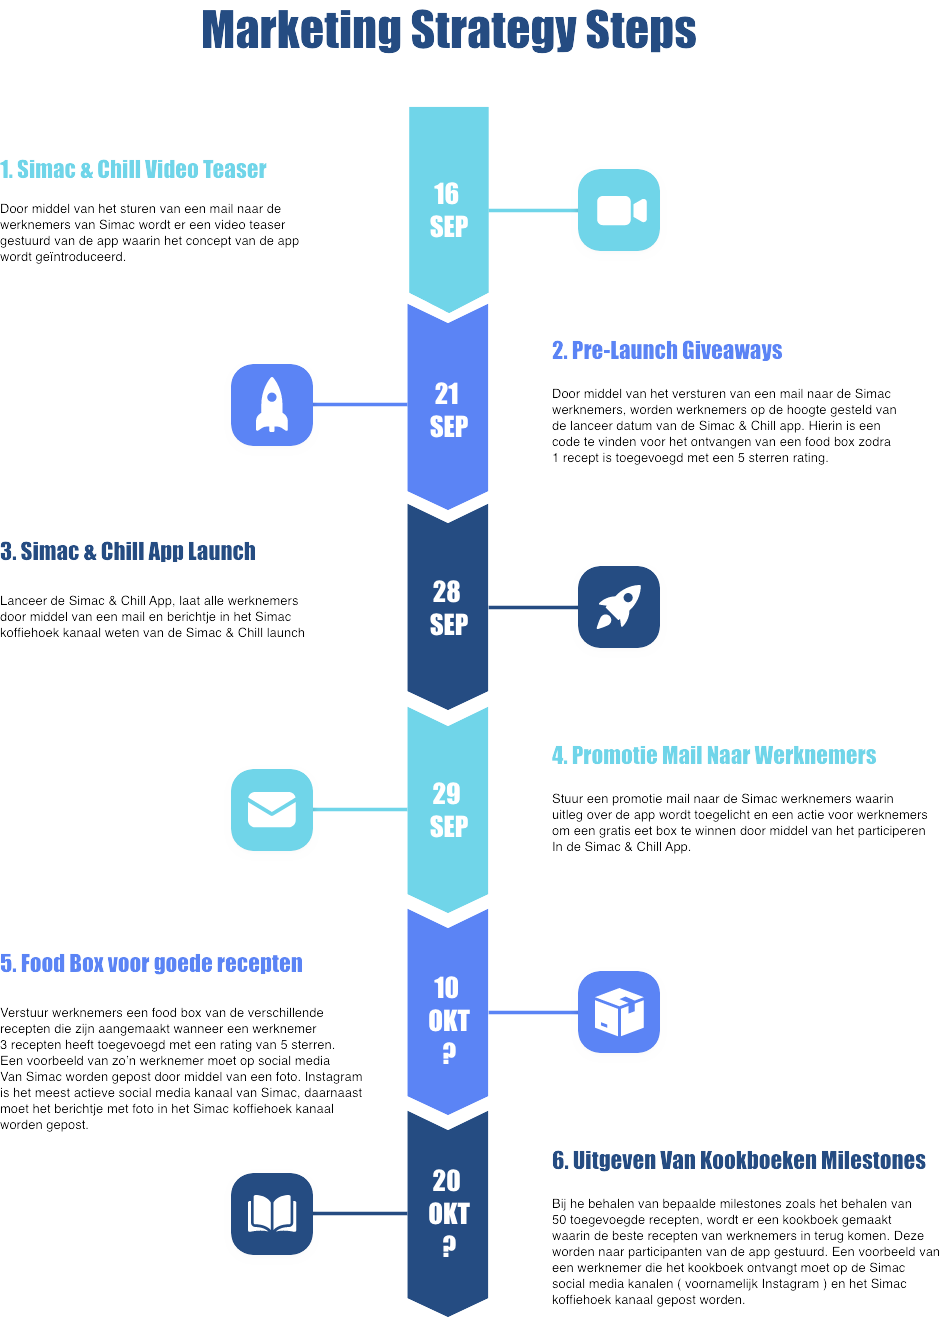 Marketing Strategy Steps
1. Simac & Chill Video Teaser
Door middel van het sturen van een mail naar de
werknemers van Simac wordt er een video teaser
gestuurd van de app waarin het concept van de app
wordt geïntroduceerd.
16
SEP
2. Pre-Launch Giveaways
Door middel van het versturen van een mail naar de Simac
werknemers, worden werknemers op de hoogte gesteld van
de lanceer datum van de Simac & Chill app. Hierin is een
code te vinden voor het ontvangen van een food box zodra
1 recept is toegevoegd met een 5 sterren rating.
21
SEP
3. Simac & Chill App Launch
Lanceer de Simac & Chill App, laat alle werknemers
door middel van een mail en berichtje in het Simac
koffiehoek kanaal weten van de Simac & Chill launch
28
SEP
4. Promotie Mail Naar Werknemers
Stuur een promotie mail naar de Simac werknemers waarin
uitleg over de app wordt toegelicht en een actie voor werknemers
om een gratis eet box te winnen door middel van het participeren
In de Simac & Chill App.
29
SEP
5. Food Box voor goede recepten
Verstuur werknemers een food box van de verschillende
recepten die zijn aangemaakt wanneer een werknemer
3 recepten heeft toegevoegd met een rating van 5 sterren.
Een voorbeeld van zo'n werknemer moet op social media
Van Simac worden gepost door middel van een foto. Instagram
is het meest actieve social media kanaal van Simac, daarnaast
moet het berichtje met foto in het Simac koffiehoek kanaal
worden gepost.
10
OKT
?
6. Uitgeven Van Kookboeken Milestones
Bij he behalen van bepaalde milestones zoals het behalen van
50 toegevoegde recepten, wordt er een kookboek gemaakt
waarin de beste recepten van werknemers in terug komen. Deze
worden naar participanten van de app gestuurd. Een voorbeeld van
een werknemer die het kookboek ontvangt moet op de Simac
social media kanalen ( voornamelijk Instagram ) en het Simac
koffiehoek kanaal gepost worden.
20
OKT
?